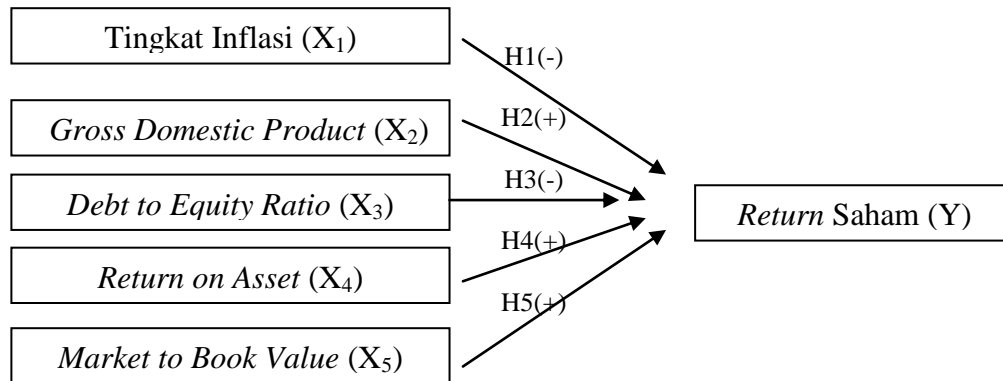 Tingkat Inflasi (X₁)
H1(-)
Gross Domestic Product (X₂)
H2(+)
Debt to Equity Ratio (X₃)
H3(-)
Return Saham (Y)
Return on Asset (X₄)
H4(+)
Market to Book Value (X₅)
H5(+)